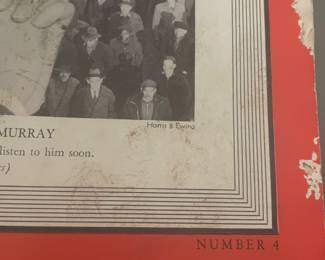 Harris & Ewing
MURRAY
listen to him soon.
NUMBER 4